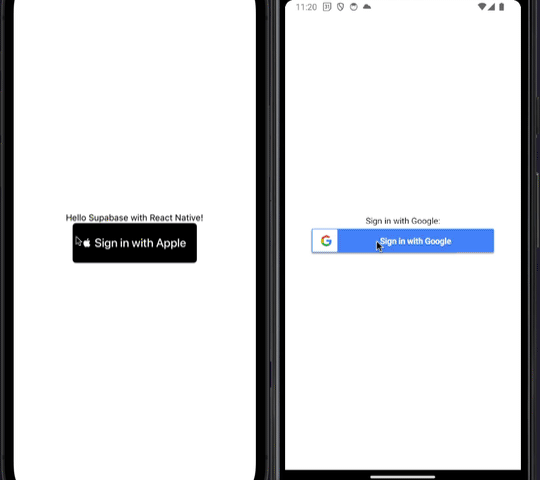 Hello Supabase with React Native!
Sign in with Apple
11:20
Sign in with Google:
Sign in with Google